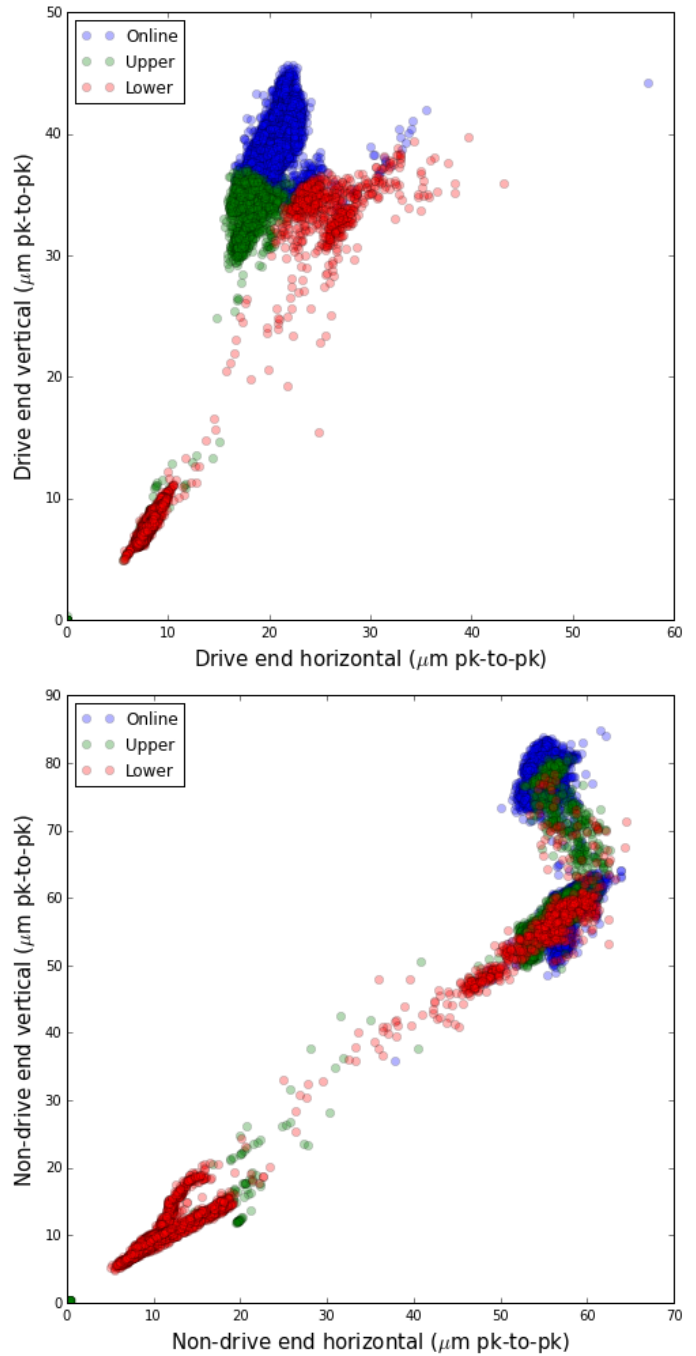 50
40
30
20
10
0
Drive end vertical (μm pk-to-pk)
Online
Upper
Lower
0 10 20 30 40 50 60
Drive end horizontal (μm pk-to-pk)
90
80
70
60
50
40
30
20
10
0
Non-drive end vertical (μm pk-to-pk)
Online
Upper
Lower
0 10 20 30 40 50 60 70
Non-drive end horizontal (μm pk-to-pk)